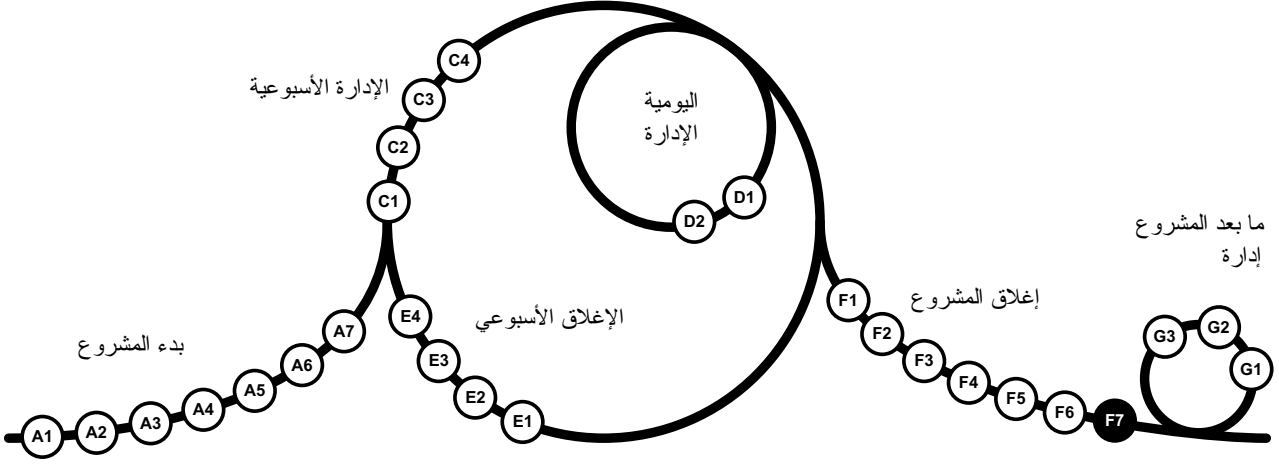 بدء المشروع
A1
A2
A3
A4
A5
A6
A7
الإدارة الأسبوعية
C1
C2
C3
C4
اليومية
الإدارة
D1
D2
الإغلاق الأسبوعي
E1
E2
E3
E4
إغلاق المشروع
F1
F2
F3
F4
F5
F6
F7
ما بعد المشروع
إدارة
G1
G2
G3